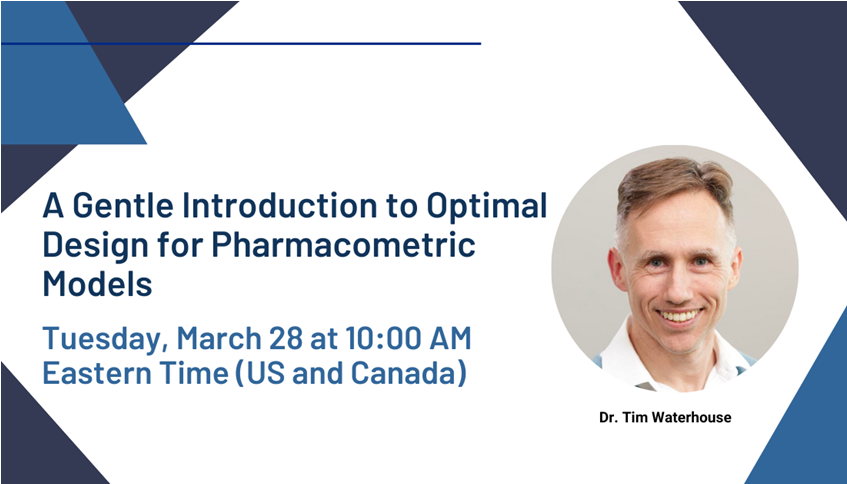 A Gentle Introduction to Optimal
Design for Pharmacometric
Models
Tuesday, March 28 at 10:00 AM
Eastern Time (US and Canada)
Dr. Tim Waterhouse